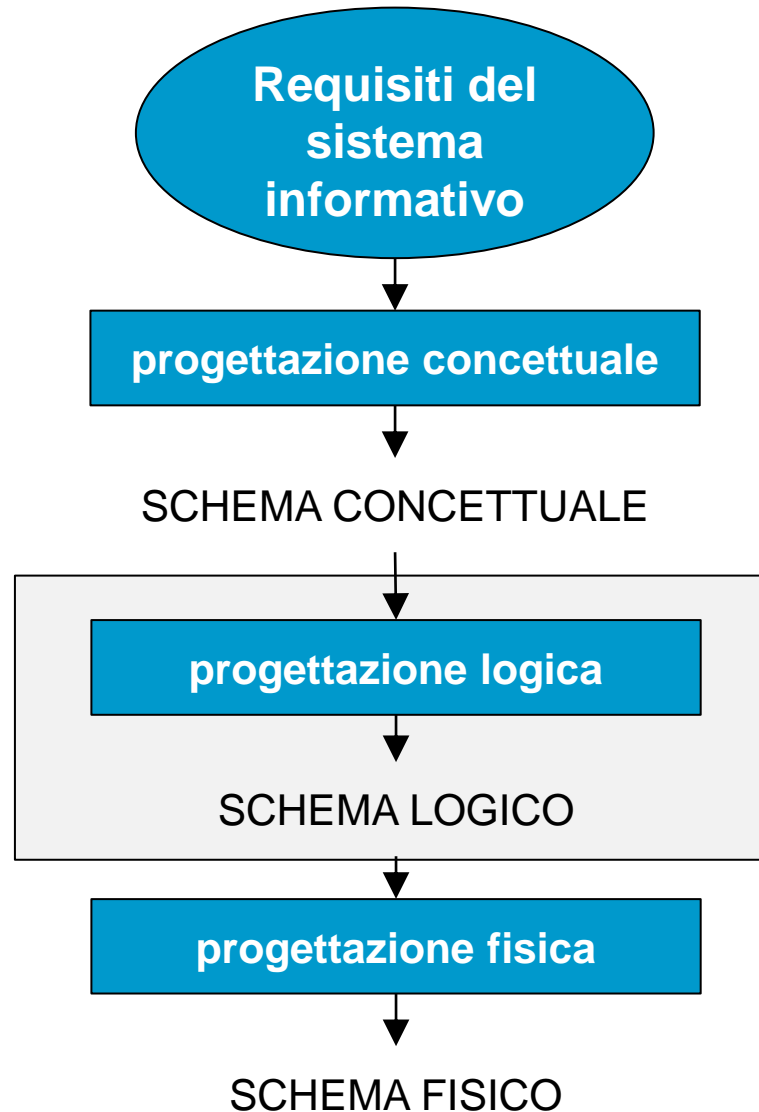 Requisiti del
sistema
informativo
progettazione concettuale
SCHEMA CONCETTUALE
progettazione logica
SCHEMA LOGICO
progettazione fisica
SCHEMA FISICO